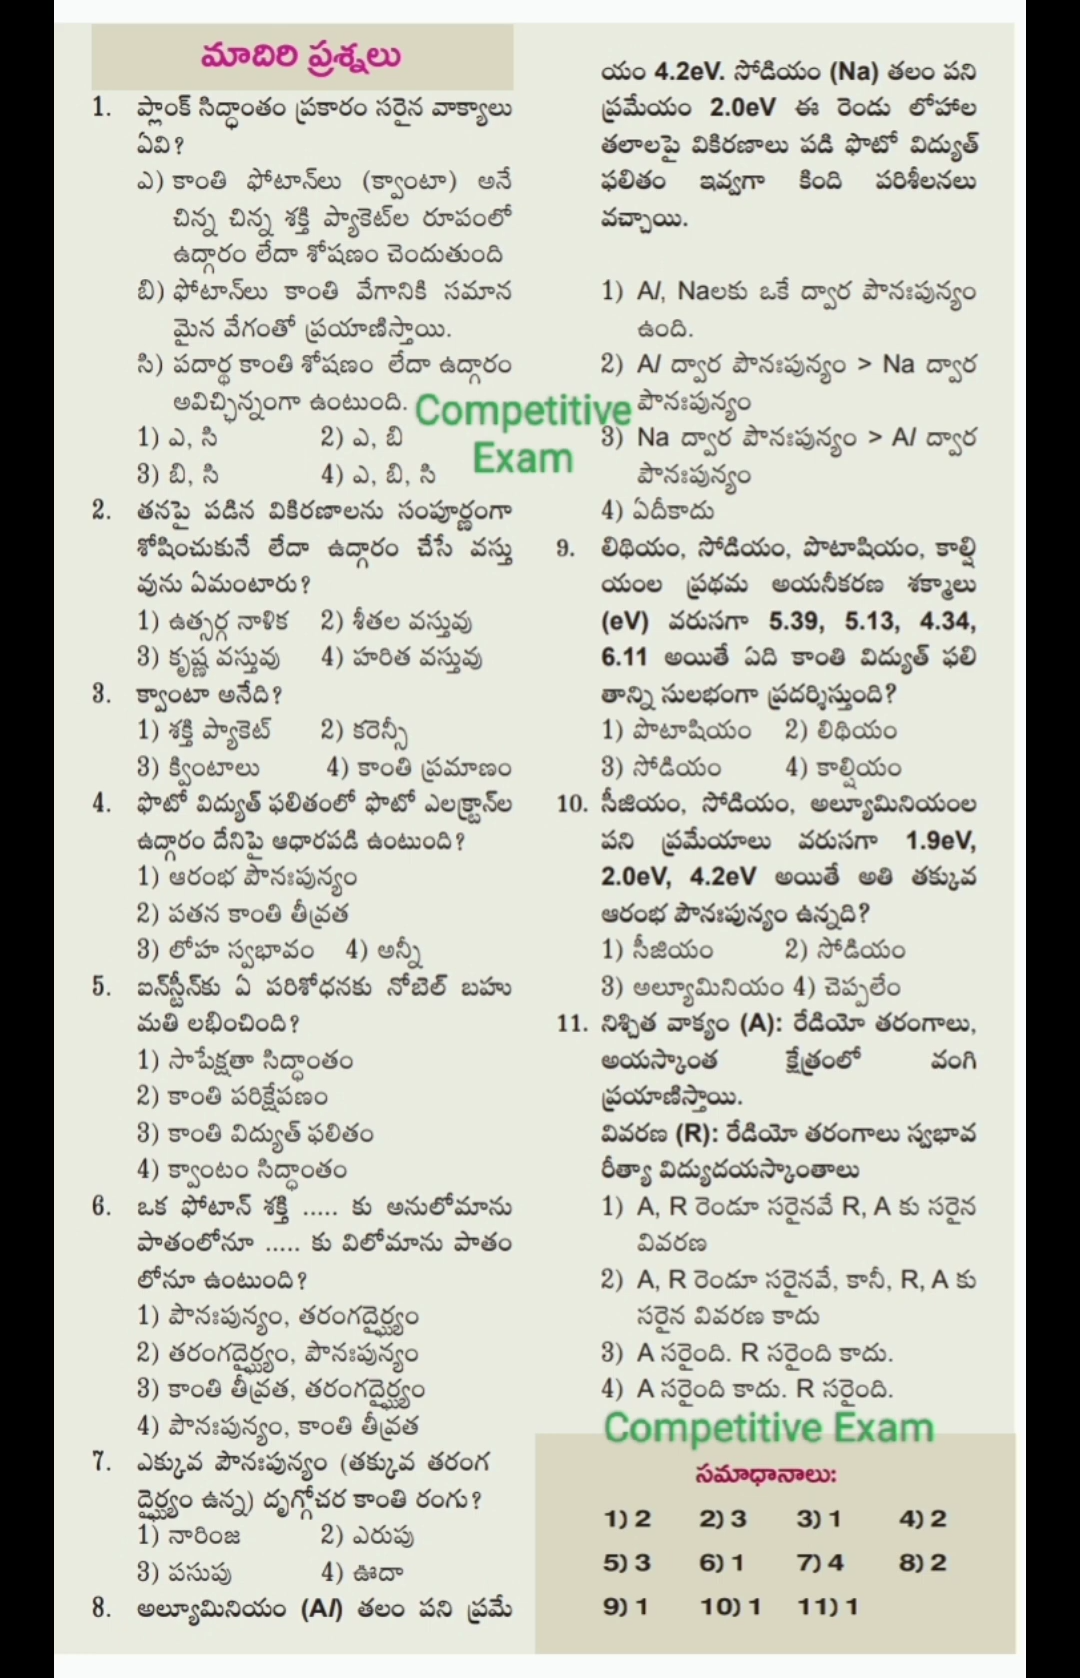 మాదిరి ప్రశ్నలు
1. ప్లాంక్ సిద్ధాంతం ప్రకారం సరైన వాక్యాలు
ఏవి?
ఎ) కాంతి ఫోటాన్‌లు (క్వాంటా) అనే
చిన్న చిన్న శక్తి ప్యాకెట్‌ల రూపంలో
ఉద్గారం లేదా శోషణం చెందుతుంది
బి) ఫోటాన్‌లు కాంతి వేగానికి సమాన
మైన వేగంతో ప్రయాణిస్తాయి.
సి) పదార్థ కాంతి శోషణం లేదా ఉద్గారం
అవిచ్ఛిన్నంగా ఉంటుంది.
1) ఎ, సి 2) ఎ, బి
3) బి, సి 4) ఎ, బి, సి
Competitive
Exam
2. తనపై పడిన వికిరణాలను సంపూర్ణంగా
శోషించుకునే లేదా ఉద్గారం చేసే వస్తు
వును ఏమంటారు?
1) ఉత్సర్గ నాళిక 2) శీతల వస్తువు
3) కృష్ణ వస్తువు 4) హరిత వస్తువు
3. క్వాంటా అనేది?
1) శక్తి ప్యాకెట్ 2) కరెన్సీ
3) క్వింటాలు 4) కాంతి ప్రమాణం
4. ఫొటో విద్యుత్ ఫలితంలో ఫొటో ఎలక్ట్రాన్‌ల
ఉద్గారం దేనిపై ఆధారపడి ఉంటుంది?
1) ఆరంభ పౌనఃపున్యం
2) పతన కాంతి తీవ్రత
3) లోహ స్వభావం 4) అన్నీ
5. ఐన్‌స్టీన్‌కు ఏ పరిశోధనకు నోబెల్ బహు
మతి లభించింది?
1) సాపేక్షతా సిద్ధాంతం
2) కాంతి పరిక్షేపణం
3) కాంతి విద్యుత్ ఫలితం
4) క్వాంటం సిద్ధాంతం
6. ఒక ఫోటాన్ శక్తి ..... కు అనులోమాను
పాతంలోనూ ..... కు విలోమాను పాతం
లోనూ ఉంటుంది?
1) పౌనఃపున్యం, తరంగదైర్ఘ్యం
2) తరంగదైర్ఘ్యం, పౌనఃపున్యం
3) కాంతి తీవ్రత, తరంగదైర్ఘ్యం
4) పౌనఃపున్యం, కాంతి తీవ్రత
7. ఎక్కువ పౌనఃపున్యం (తక్కువ తరంగ
దైర్ఘ్యం ఉన్న) దృగ్గోచర కాంతి రంగు?
1) నారింజ 2) ఎరుపు
3) పసుపు 4) ఊదా
8. అల్యూమినియం (Al) తలం పని ప్రమే
యం 4.2eV. సోడియం (Na) తలం పని
ప్రమేయం 2.0eV ఈ రెండు లోహాల
తలాలపై వికిరణాలు పడి ఫొటో విద్యుత్
ఫలితం ఇవ్వగా కింది పరిశీలనలు
వచ్చాయి.
1) Al, Naలకు ఒకే ద్వార పౌనఃపున్యం
ఉంది.
2) Al ద్వార పౌనఃపున్యం > Na ద్వార
పౌనఃపున్యం
3) Na ద్వార పౌనఃపున్యం > Al ద్వార
పౌనఃపున్యం
4) ఏదీకాదు
9. లిథియం, సోడియం, పొటాషియం, కాల్షి
యంల ప్రథమ అయనీకరణ శక్మాలు
(eV) వరుసగా 5.39, 5.13, 4.34,
6.11 అయితే ఏది కాంతి విద్యుత్ ఫలి
తాన్ని సులభంగా ప్రదర్శిస్తుంది?
1) పొటాషియం 2) లిథియం
3) సోడియం 4) కాల్షియం
10. సీజియం, సోడియం, అల్యూమినియంల
పని ప్రమేయాలు వరుసగా 1.9eV,
2.0eV, 4.2eV అయితే అతి తక్కువ
ఆరంభ పౌనఃపున్యం ఉన్నది?
1) సీజియం 2) సోడియం
3) అల్యూమినియం 4) చెప్పలేం
11. నిశ్చిత వాక్యం (A): రేడియో తరంగాలు,
అయస్కాంత క్షేత్రంలో వంగి
ప్రయాణిస్తాయి.
వివరణ (R): రేడియో తరంగాలు స్వభావ
రీత్యా విద్యుదయస్కాంతాలు
1) A, R రెండూ సరైనవే R, A కు సరైన
వివరణ
2) A, R రెండూ సరైనవే, కానీ, R, A కు
సరైన వివరణ కాదు
3) A సరైంది. R సరైంది కాదు.
4) A సరైంది కాదు. R సరైంది.
Competitive Exam
సమాధానాలు:
1) 2 2) 3 3) 1 4) 2
5) 3 6) 1 7) 4 8) 2
9) 1 10) 1 11) 1